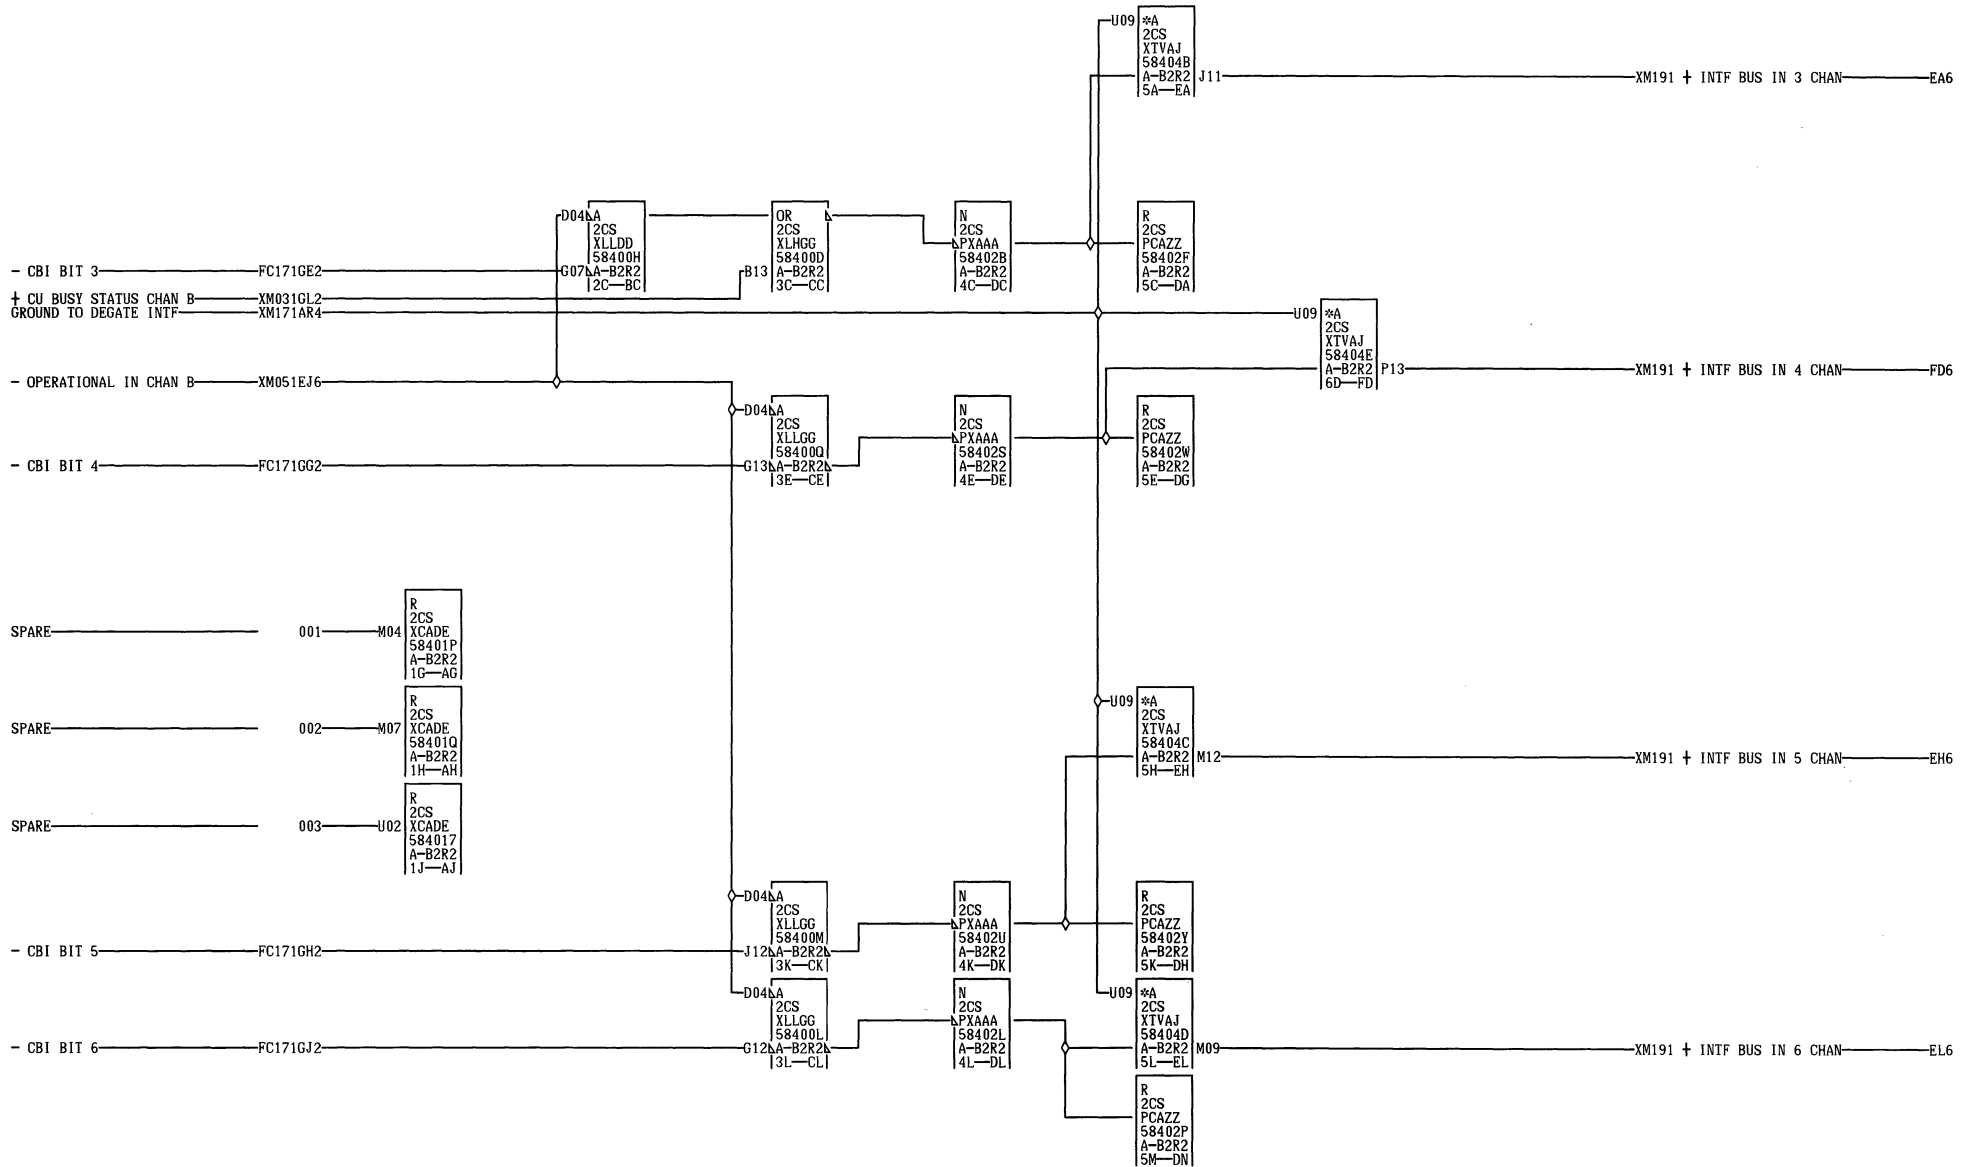 U09 *A
2CS
XTVAJ
58404B
A-B2R2 J11 XM191 + INTF BUS IN 3 CHAN EA6
5A—EA
D04 A
2CS
XLLDD
58400H
G07 A-B2R2
2C—BC
OR
2CS
XLHGG
58400D
B13 A-B2R2
3C—CC
N
2CS
PXAAA
58402B
A-B2R2
4C—DC
R
2CS
PCAZZ
58402F
A-B2R2
5C—DA
- CBI BIT 3 FC171GE2
+ CU BUSY STATUS CHAN B XM031GL2
GROUND TO DEGATE INTF XM171AR4
U09 *A
2CS
XTVAJ
58404E
A-B2R2 P13 XM191 + INTF BUS IN 4 CHAN FD6
6D—FD
- OPERATIONAL IN CHAN B XM051EJ6
D04 A
2CS
XLLGG
58400Q
G13 A-B2R2
3E—CE
N
2CS
PXAAA
58402S
A-B2R2
4E—DE
R
2CS
PCAZZ
58402W
A-B2R2
5E—DG
- CBI BIT 4 FC171GG2
R
2CS
SPARE 001 M04 XCADE
58401P
A-B2R2
1G—AG
R
2CS
SPARE 002 M07 XCADE
58401Q
A-B2R2
1H—AH
R
2CS
SPARE 003 U02 XCADE
584017
A-B2R2
1J—AJ
U09 *A
2CS
XTVAJ
58404C
A-B2R2 M12 XM191 + INTF BUS IN 5 CHAN EH6
5H—EH
D04 A
2CS
XLLGG
58400M
J12 A-B2R2
3K—CK
N
2CS
PXAAA
58402U
A-B2R2
4K—DK
R
2CS
PCAZZ
58402Y
A-B2R2
5K—DH
- CBI BIT 5 FC171GH2
D04 A
2CS
XLLGG
58400L
G12 A-B2R2
3L—CL
N
2CS
PXAAA
58402L
A-B2R2
4L—DL
U09 *A
2CS
XTVAJ
58404D
A-B2R2 M09 XM191 + INTF BUS IN 6 CHAN EL6
5L—EL
- CBI BIT 6 FC171GJ2
R
2CS
PCAZZ
58402P
A-B2R2
5M—DN